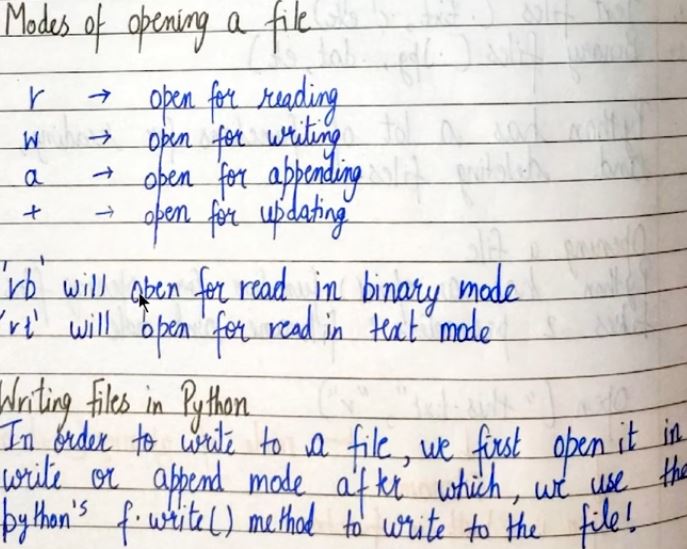 Modes of opening a file
r → open for reading
w → open for writing
a → open for appending
+ → open for updating
'rb' will open for read in binary mode
'rt' will open for read in text mode
Writing files in Python
In order to write to a file, we first open it in
write or append mode after which, we use the
python's f.write() method to write to the file!